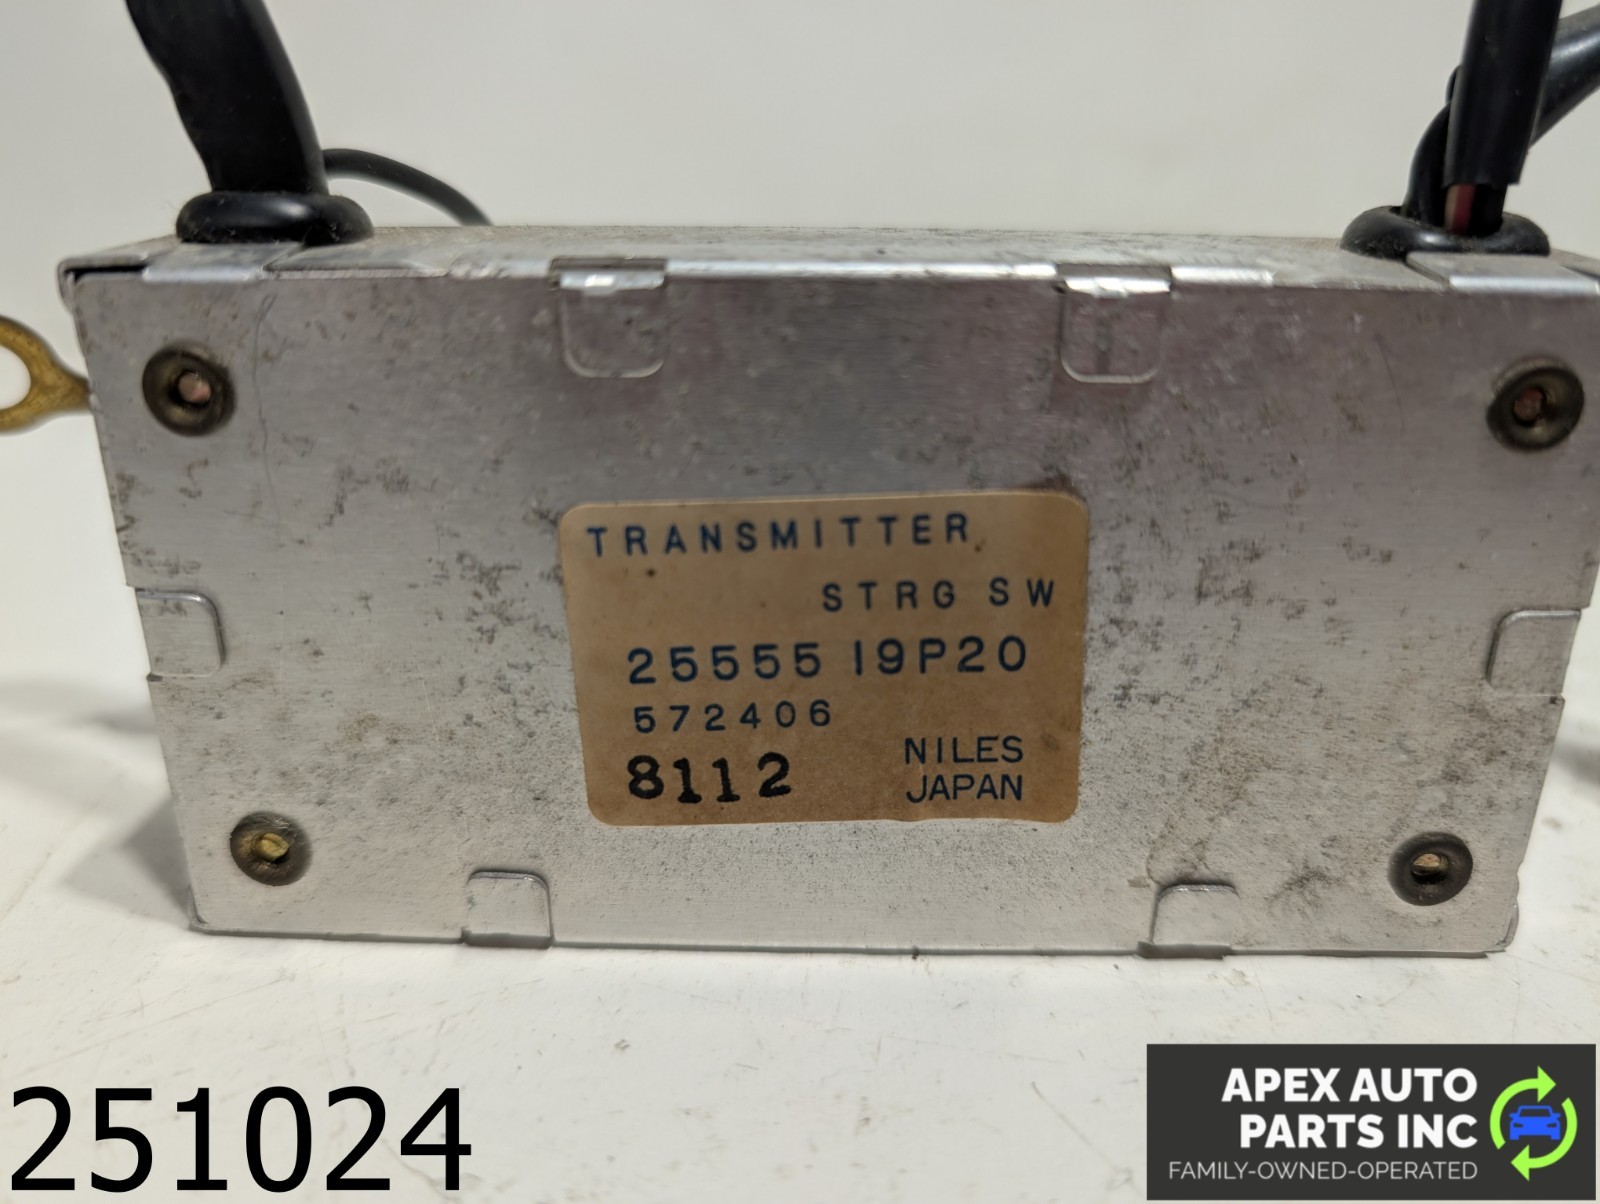 TRANSMITTER
STRG SW
25555 19P20
572406
8112
NILES
JAPAN
251024
APEX AUTO
PARTS INC
FAMILY-OWNED-OPERATED